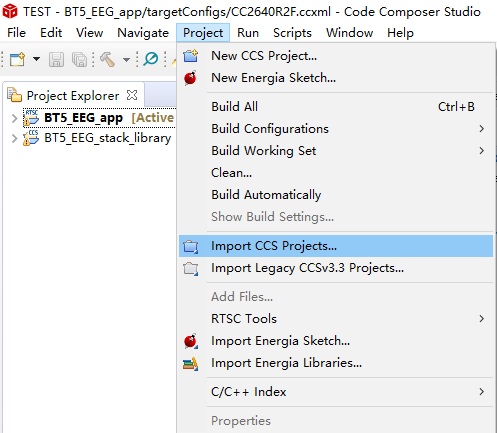 TEST - BT5_EEG_app/targetConfigs/CC2640R2F.ccxml - Code Composer Studio
File Edit View Navigate Project Run Scripts Window Help
Project Explorer
RTSC BT5_EEG_app [Active
CCS BT5_EEG_stack_library
New CCS Project...
New Energia Sketch...
Build All Ctrl+B
Build Configurations
Build Working Set
Clean...
Build Automatically
Show Build Settings...
Import CCS Projects...
Import Legacy CCSv3.3 Projects...
Add Files...
RTSC Tools
Import Energia Sketch...
Import Energia Libraries...
C/C++ Index
Properties